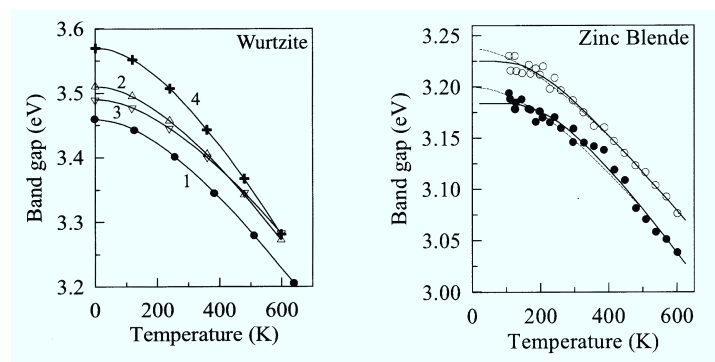 Wurtzite
3.6
3.5
3.4
3.3
3.2
0 200 400 600
Band gap (eV)
Temperature (K)
1
2
3
4
Zinc Blende
3.25
3.20
3.15
3.10
3.05
3.00
0 200 400 600
Band gap (eV)
Temperature (K)